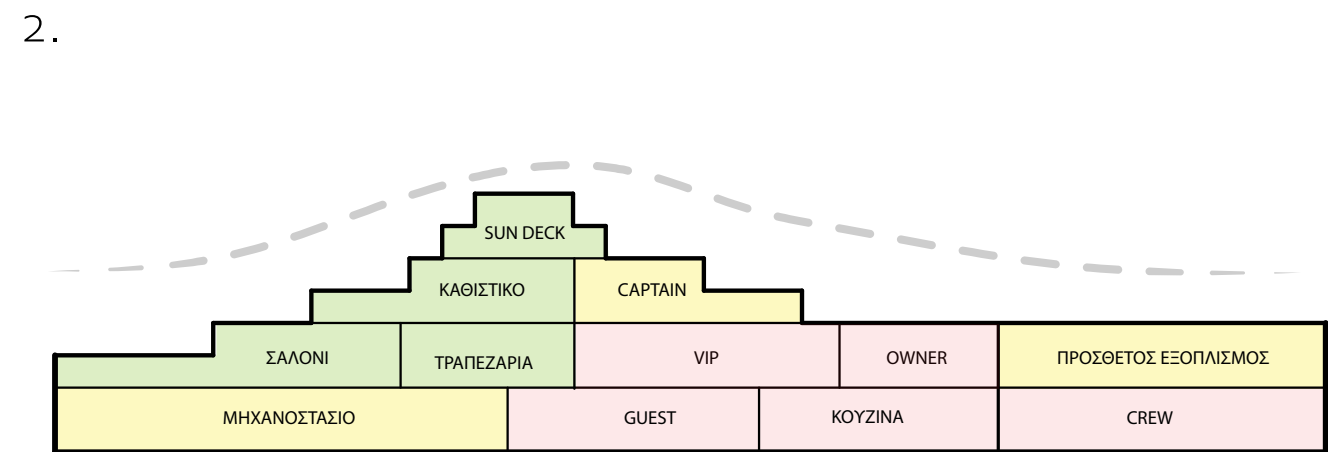 2.
SUN DECK
ΚΑΘΙΣΤΙΚΟ
CAPTAIN
ΣΑΛΟΝΙ
ΤΡΑΠΕΖΑΡΙΑ
VIP
OWNER
ΠΡΟΣΘΕΤΟΣ ΕΞΟΠΛΙΣΜΟΣ
ΜΗΧΑΝΟΣΤΑΣΙΟ
GUEST
ΚΟΥΖΙΝΑ
CREW